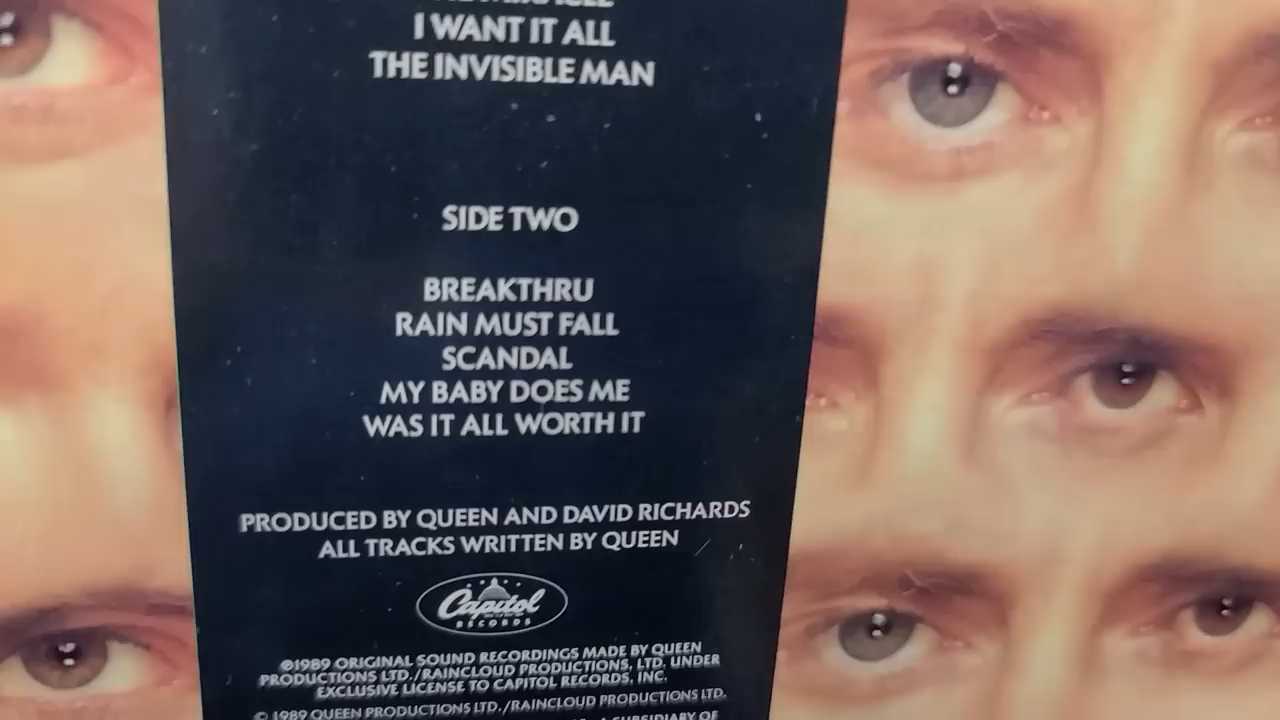 I WANT IT ALL
THE INVISIBLE MAN
SIDE TWO
BREAKTHRU
RAIN MUST FALL
SCANDAL
MY BABY DOES ME
WAS IT ALL WORTH IT
PRODUCED BY QUEEN AND DAVID RICHARDS
ALL TRACKS WRITTEN BY QUEEN
Capitol
RECORDS
℗1989 ORIGINAL SOUND RECORDINGS MADE BY QUEEN
PRODUCTIONS LTD./RAINCLOUD PRODUCTIONS, LTD. UNDER
EXCLUSIVE LICENSE TO CAPITOL RECORDS, INC.
© 1989 QUEEN PRODUCTIONS LTD./RAINCLOUD PRODUCTIONS LTD.
A SUBSIDIARY OF